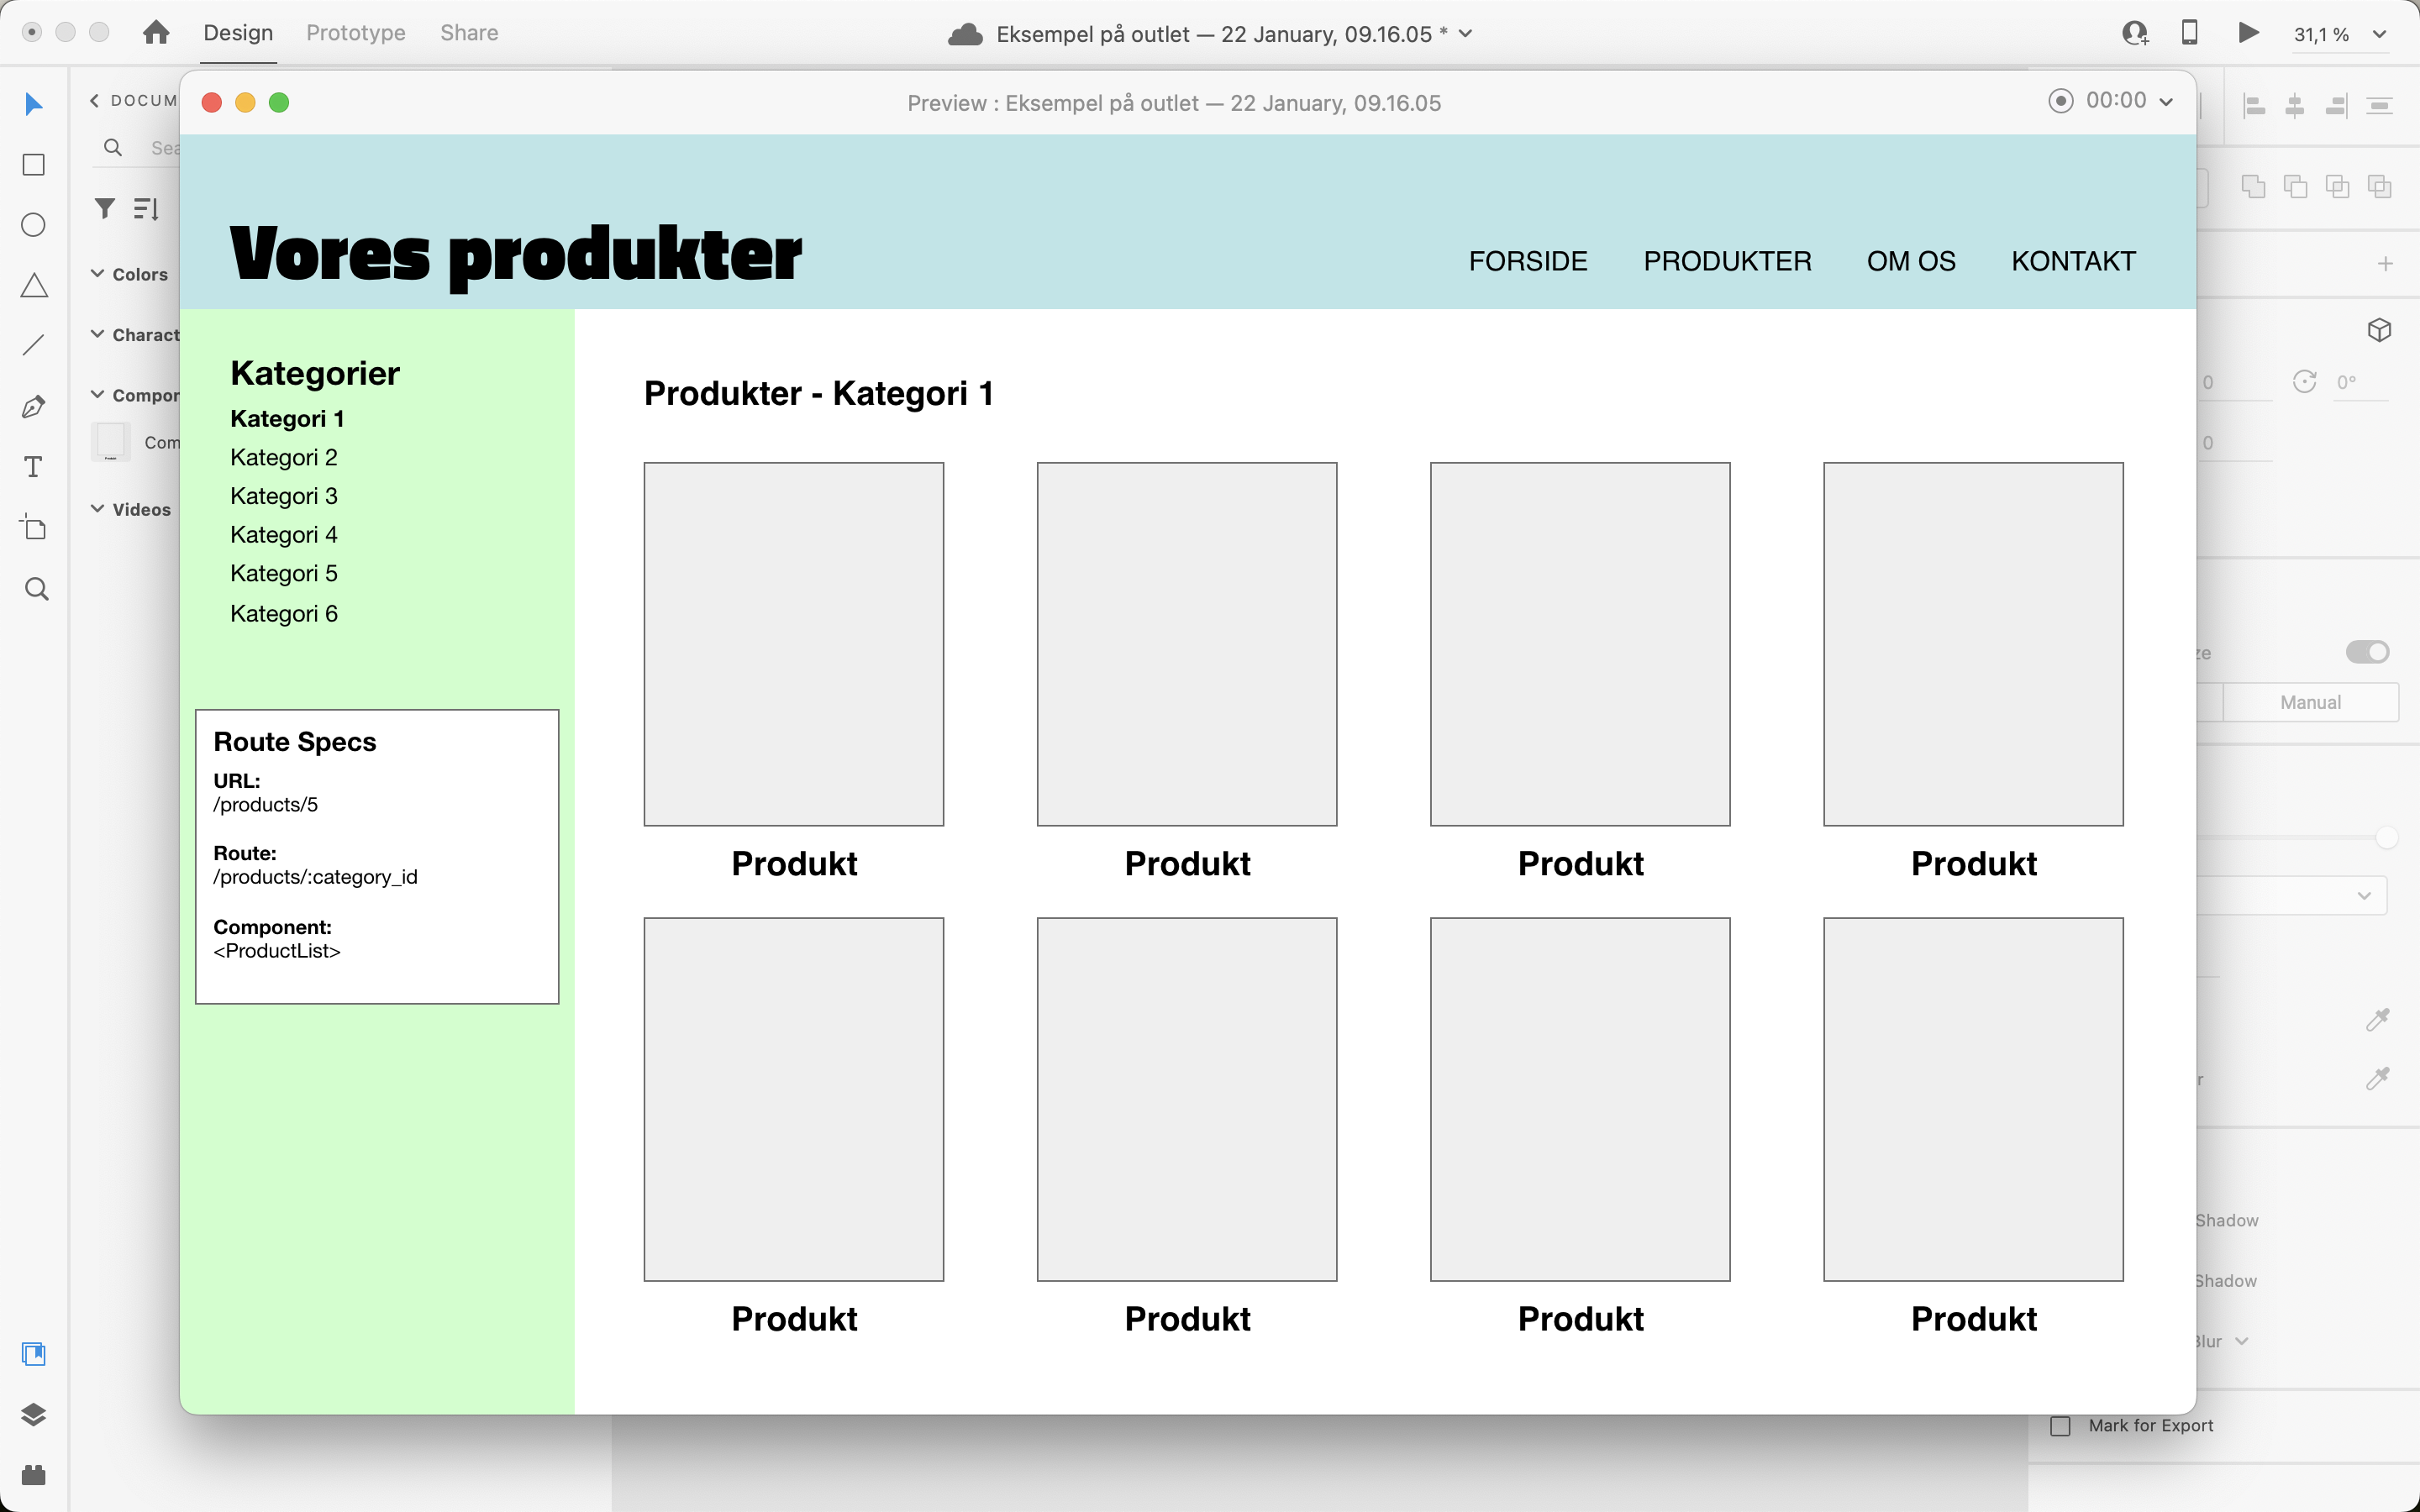 Design
Prototype
Share
Eksempel på outlet — 22 January, 09.16.05 *
31,1 %
DOCUM
Sea
Colors
Charact
Compon
Com
Videos
Preview : Eksempel på outlet — 22 January, 09.16.05
00:00
Vores produkter
FORSIDE
PRODUKTER
OM OS
KONTAKT
Kategorier
Kategori 1
Kategori 2
Kategori 3
Kategori 4
Kategori 5
Kategori 6
Route Specs
URL:
/products/5
Route:
/products/:category_id
Component:
<ProductList>
Produkter - Kategori 1
Produkt
Produkt
Produkt
Produkt
Produkt
Produkt
Produkt
Produkt
0
0°
0
ze
Manual
r
Shadow
Shadow
Blur
Mark for Export